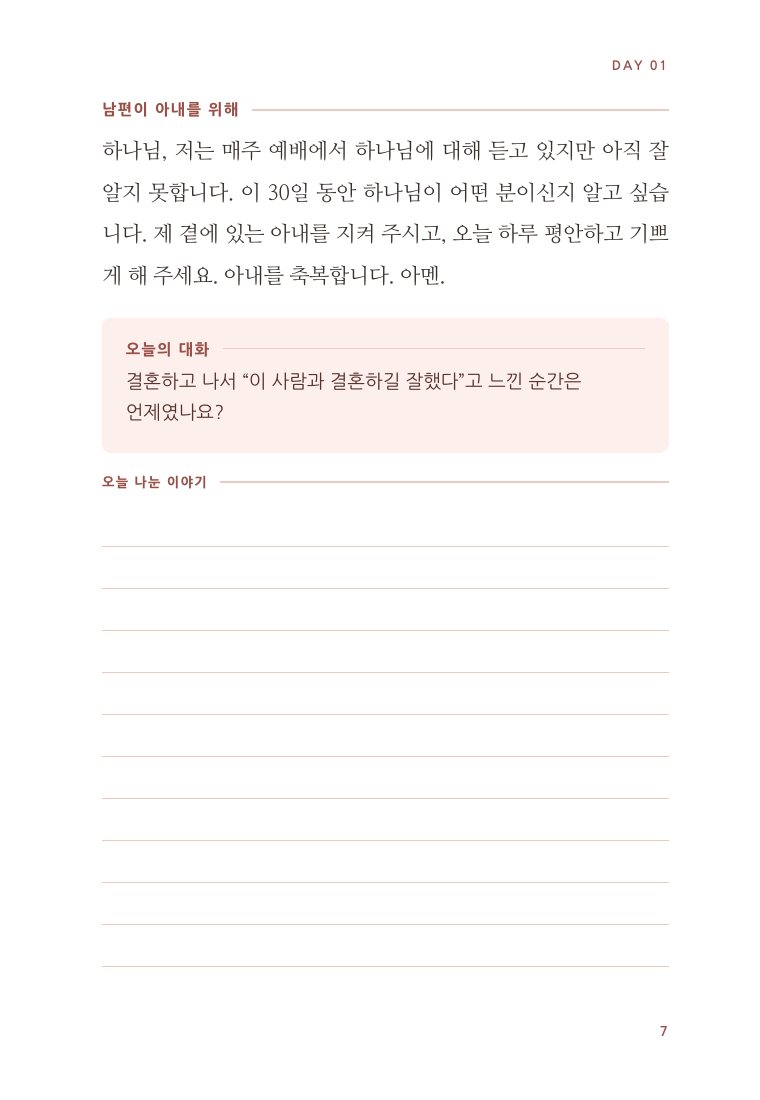 DAY 01
남편이 아내를 위해
하나님, 저는 매주 예배에서 하나님에 대해 듣고 있지만 아직 잘
알지 못합니다. 이 30일 동안 하나님이 어떤 분이신지 알고 싶습
니다. 제 곁에 있는 아내를 지켜 주시고, 오늘 하루 평안하고 기쁘
게 해 주세요. 아내를 축복합니다. 아멘.
오늘의 대화
결혼하고 나서 “이 사람과 결혼하길 잘했다”고 느낀 순간은
언제였나요?
오늘 나눈 이야기
7